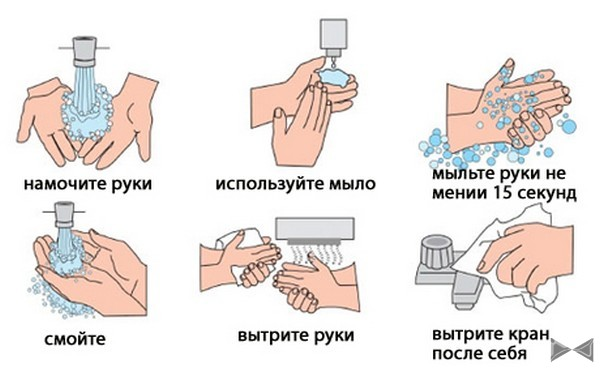 намочите руки
используйте мыло
мыльте руки не
мении 15 секунд
смойте
вытрите руки
вытрите кран
после себя